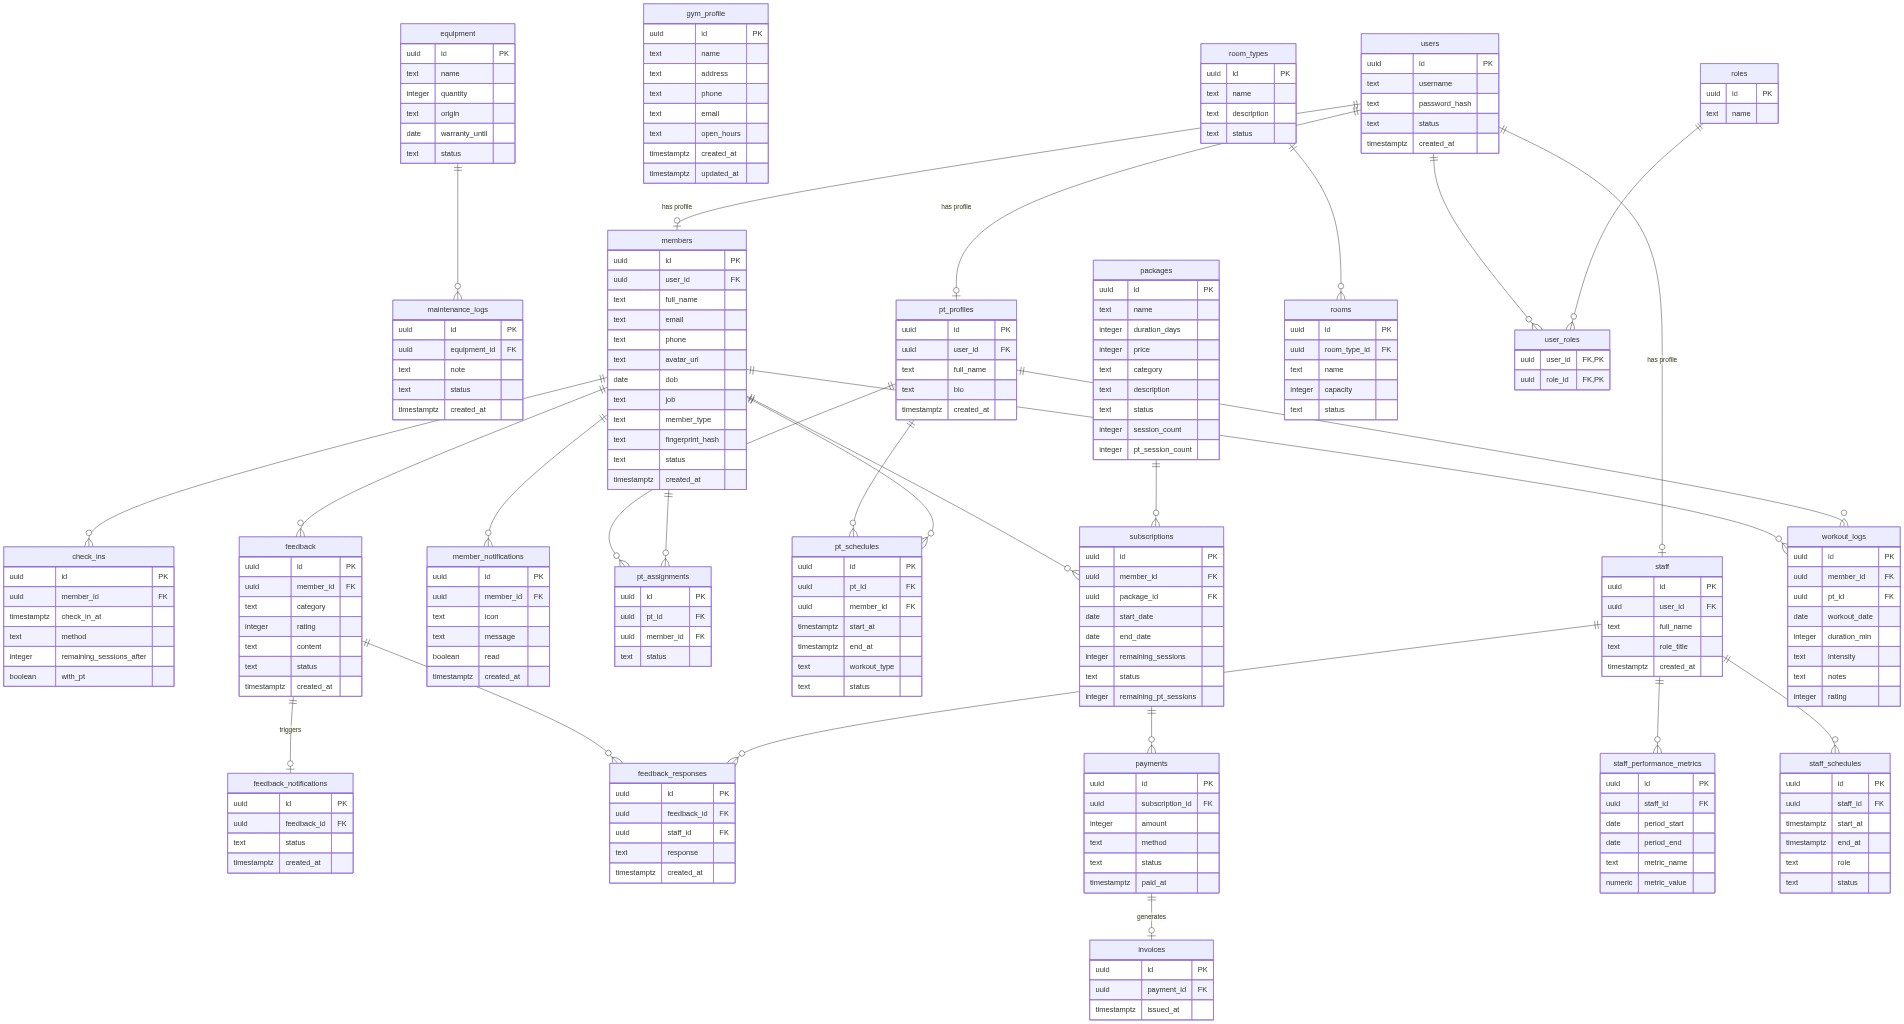 gym_profile
uuid id PK
text name
text address
text phone
text email
text open_hours
timestamptz created_at
timestamptz updated_at
equipment
uuid id PK
text name
integer quantity
text origin
date warranty_until
text status
users
uuid id PK
text username
text password_hash
text status
timestamptz created_at
room_types
uuid id PK
text name
text description
text status
roles
uuid id PK
text name
has profile
has profile
has profile
members
uuid id PK
uuid user_id FK
text full_name
text email
text phone
text avatar_url
date dob
text job
text member_type
text fingerprint_hash
text status
timestamptz created_at
packages
uuid id PK
text name
integer duration_days
integer price
text category
text description
text status
integer session_count
integer pt_session_count
maintenance_logs
uuid id PK
uuid equipment_id FK
text note
text status
timestamptz created_at
pt_profiles
uuid id PK
uuid user_id FK
text full_name
text bio
timestamptz created_at
rooms
uuid id PK
uuid room_type_id FK
text name
integer capacity
text status
user_roles
uuid user_id FK,PK
uuid role_id FK,PK
check_ins
uuid id PK
uuid member_id FK
timestamptz check_in_at
text method
integer remaining_sessions_after
boolean with_pt
feedback
uuid id PK
uuid member_id FK
text category
integer rating
text content
text status
timestamptz created_at
member_notifications
uuid id PK
uuid member_id FK
text icon
text message
boolean read
timestamptz created_at
pt_assignments
uuid id PK
uuid pt_id FK
uuid member_id FK
text status
pt_schedules
uuid id PK
uuid pt_id FK
uuid member_id FK
timestamptz start_at
timestamptz end_at
text workout_type
text status
subscriptions
uuid id PK
uuid member_id FK
uuid package_id FK
date start_date
date end_date
integer remaining_sessions
text status
integer remaining_pt_sessions
staff
uuid id PK
uuid user_id FK
text full_name
text role_title
timestamptz created_at
workout_logs
uuid id PK
uuid member_id FK
uuid pt_id FK
date workout_date
integer duration_min
text intensity
text notes
integer rating
triggers
feedback_notifications
uuid id PK
uuid feedback_id FK
text status
timestamptz created_at
feedback_responses
uuid id PK
uuid feedback_id FK
uuid staff_id FK
text response
timestamptz created_at
payments
uuid id PK
uuid subscription_id FK
integer amount
text method
text status
timestamptz paid_at
staff_performance_metrics
uuid id PK
uuid staff_id FK
date period_start
date period_end
text metric_name
numeric metric_value
staff_schedules
uuid id PK
uuid staff_id FK
timestamptz start_at
timestamptz end_at
text role
text status
generates
invoices
uuid id PK
uuid payment_id FK
timestamptz issued_at